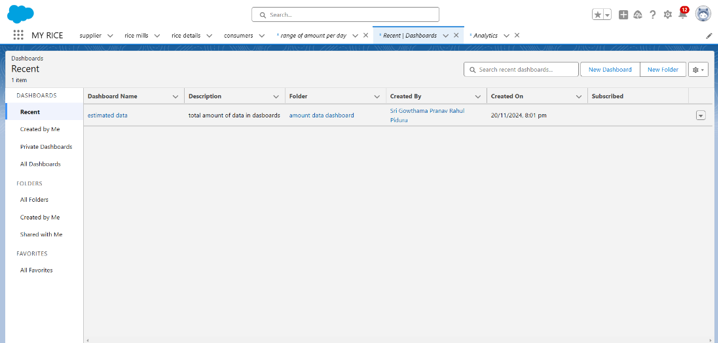 Search...
12
MY RICE
supplier
rice mills
rice details
consumers
* range of amount per day
* Recent | Dashboards
* Analytics
Dashboards
Recent
1 item
Search recent dashboards...
New Dashboard
New Folder
DASHBOARDS
Recent
Created by Me
Private Dashboards
All Dashboards
FOLDERS
All Folders
Created by Me
Shared with Me
FAVORITES
All Favorites
Dashboard Name
Description
Folder
Created By
Created On
Subscribed
estimated data
total amount of data in dasboards
amount data dashboard
Sri Gowthama Pranav Rahul
Piduru
20/11/2024, 8:01 pm